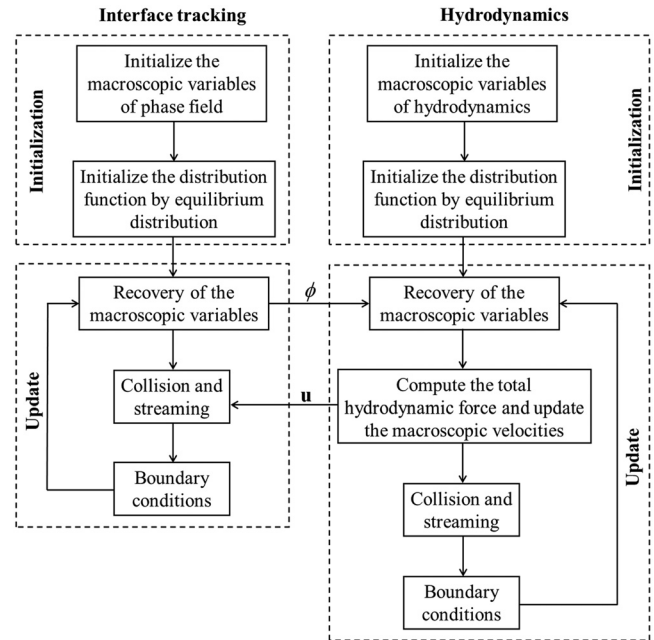 Interface tracking
Hydrodynamics
Initialization
Initialize the
macroscopic variables
of phase field
Initialize the distribution
function by equilibrium
distribution
Initialize the
macroscopic variables
of hydrodynamics
Initialize the distribution
function by equilibrium
distribution
Initialization
Update
Recovery of the
macroscopic variables
Collision and
streaming
Boundary
conditions
ϕ
u
Recovery of the
macroscopic variables
Compute the total
hydrodynamic force and update
the macroscopic velocities
Collision and
streaming
Boundary
conditions
Update